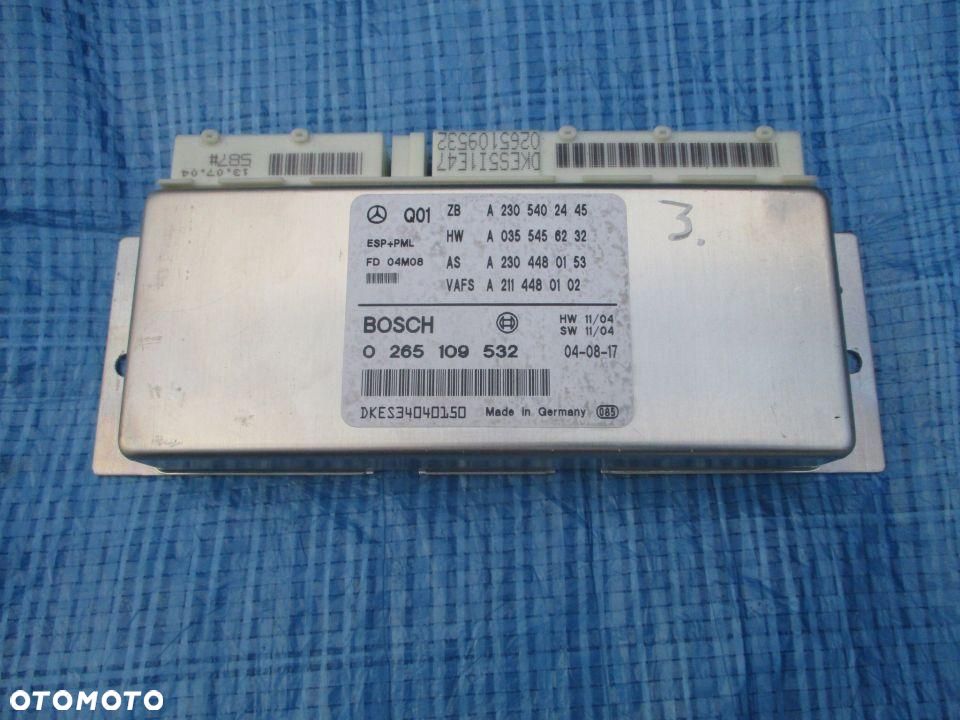 587#
13.07.04
DKES5I1E47
0265109532
3.
Q01
ESP+PML
FD 04M08
ZB A 230 540 24 45
HW A 035 545 62 32
AS A 230 448 01 53
VAFS A 211 448 01 02
BOSCH
HW 11/04
SW 11/04
0 265 109 532
04-08-17
DKES34040150
Made in Germany
085
OTOMOTO